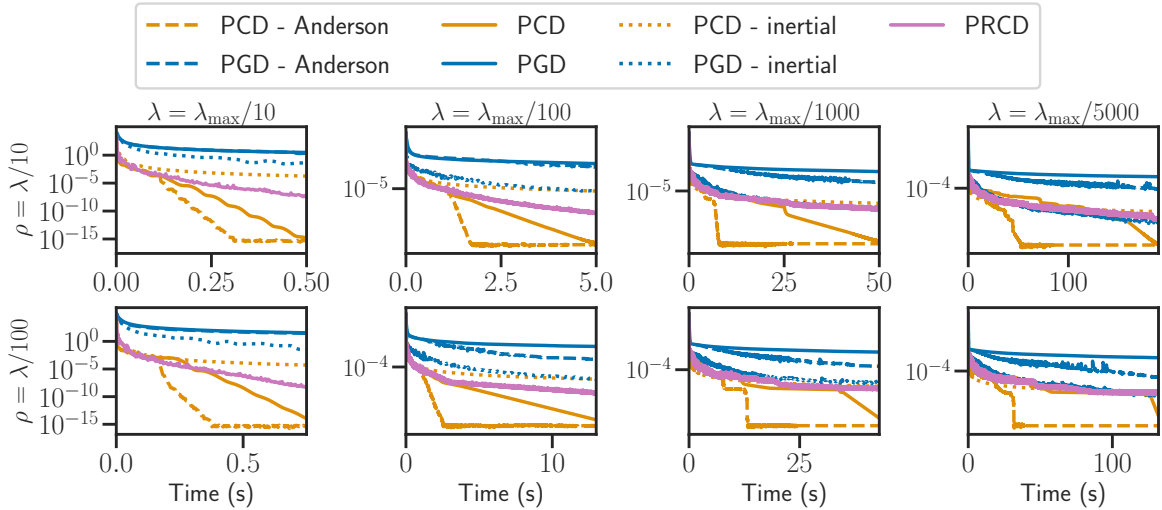 PCD - Anderson PCD PCD - inertial PRCD
PGD - Anderson PGD PGD - inertial
λ = λmax/10 λ = λmax/100 λ = λmax/1000 λ = λmax/5000
ρ = λ/10
10^0
10^−5
10^−10
10^−15
0.00 0.25 0.50
10^−5
0.0 2.5 5.0
10^−5
0 25 50
10^−4
0 100
ρ = λ/100
10^0
10^−5
10^−10
10^−15
0.0 0.5
10^−4
0 10
10^−4
0 25
10^−4
0 100
Time (s) Time (s) Time (s) Time (s)